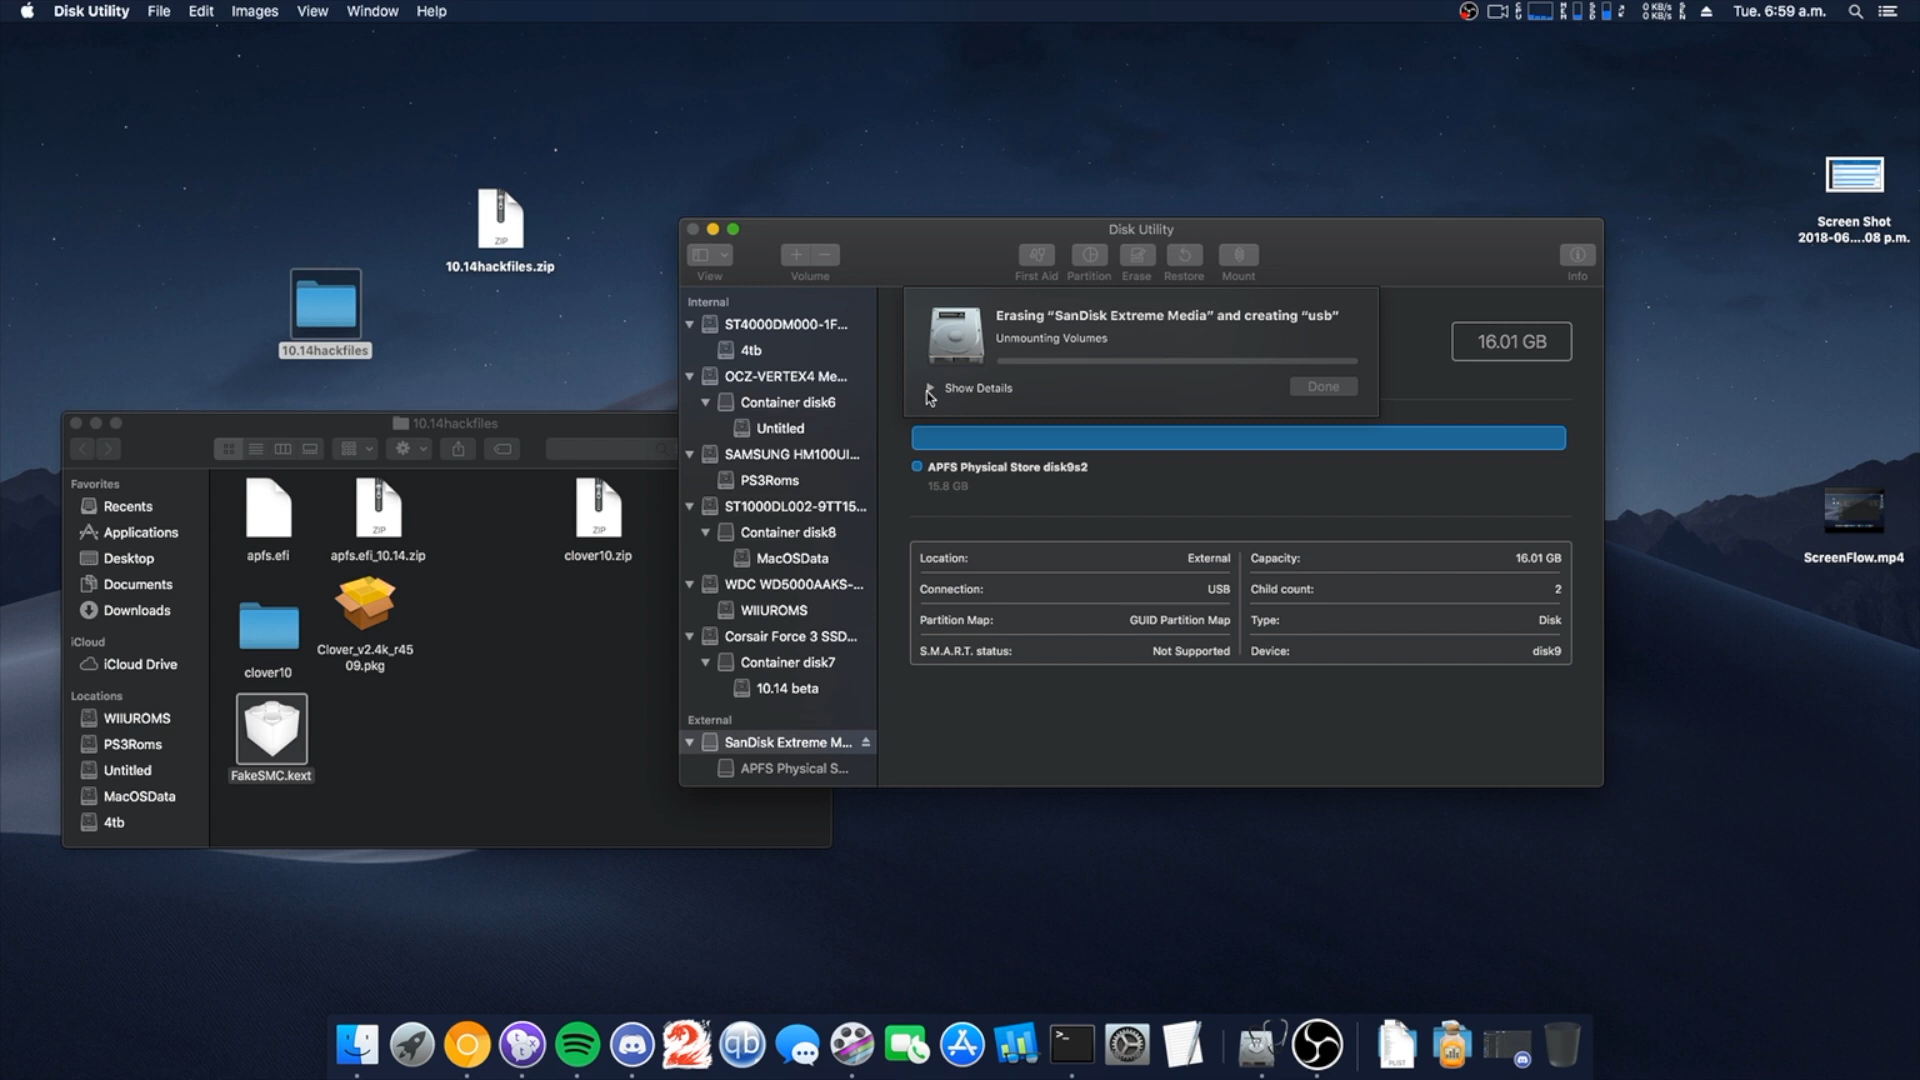 Disk Utility File Edit Images View Window Help
0 KB/s
0 KB/s
Tue. 6:59 a.m.
ZIP
10.14hackfiles.zip
10.14hackfiles
Screen Shot
2018-06....08 p.m.
ScreenFlow.mp4
10.14hackfiles
Favorites
Recents
Applications
Desktop
Documents
Downloads
iCloud
iCloud Drive
Locations
WIIUROMS
PS3Roms
Untitled
MacOSData
4tb
apfs.efi
ZIP
apfs.efi_10.14.zip
ZIP
clover10.zip
clover10
Clover_v2.4k_r45
09.pkg
FakeSMC.kext
Disk Utility
View
Volume
First Aid
Partition
Erase
Restore
Mount
Info
Internal
ST4000DM000-1F...
4tb
OCZ-VERTEX4 Me...
Container disk6
Untitled
SAMSUNG HM100UI...
PS3Roms
ST1000DL002-9TT15...
Container disk8
MacOSData
WDC WD5000AAKS-...
WIIUROMS
Corsair Force 3 SSD...
Container disk7
10.14 beta
External
SanDisk Extreme M...
APFS Physical S...
Erasing “SanDisk Extreme Media” and creating “usb”
Unmounting Volumes
Show Details
Done
16.01 GB
APFS Physical Store disk9s2
15.8 GB
Location: External
Capacity: 16.01 GB
Connection: USB
Child count: 2
Partition Map: GUID Partition Map
Type: Disk
S.M.A.R.T. status: Not Supported
Device: disk9
qb
PLIST